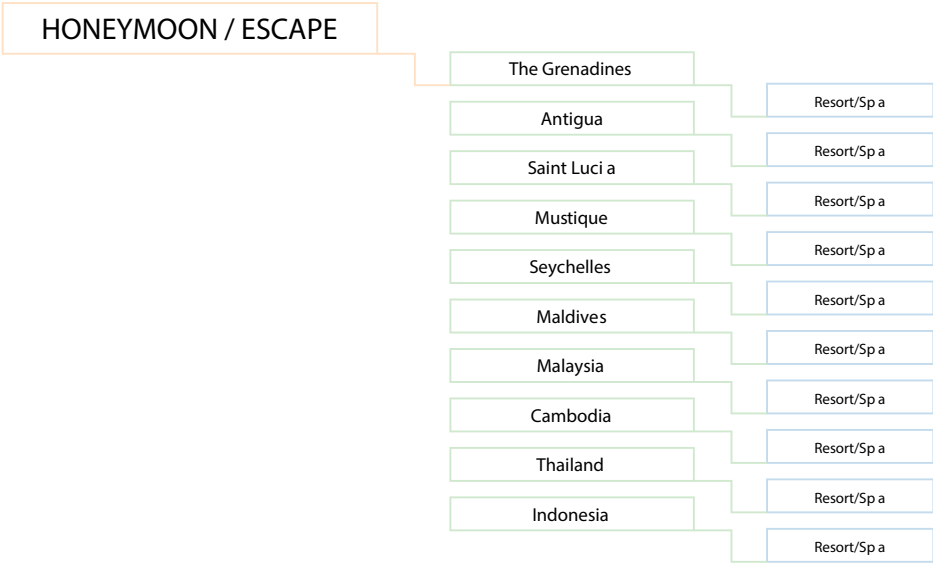 HONEYMOON / ESCAPE
The Grenadines
Resort/Sp a
Antigua
Resort/Sp a
Saint Luci a
Resort/Sp a
Mustique
Resort/Sp a
Seychelles
Resort/Sp a
Maldives
Resort/Sp a
Malaysia
Resort/Sp a
Cambodia
Resort/Sp a
Thailand
Resort/Sp a
Indonesia
Resort/Sp a